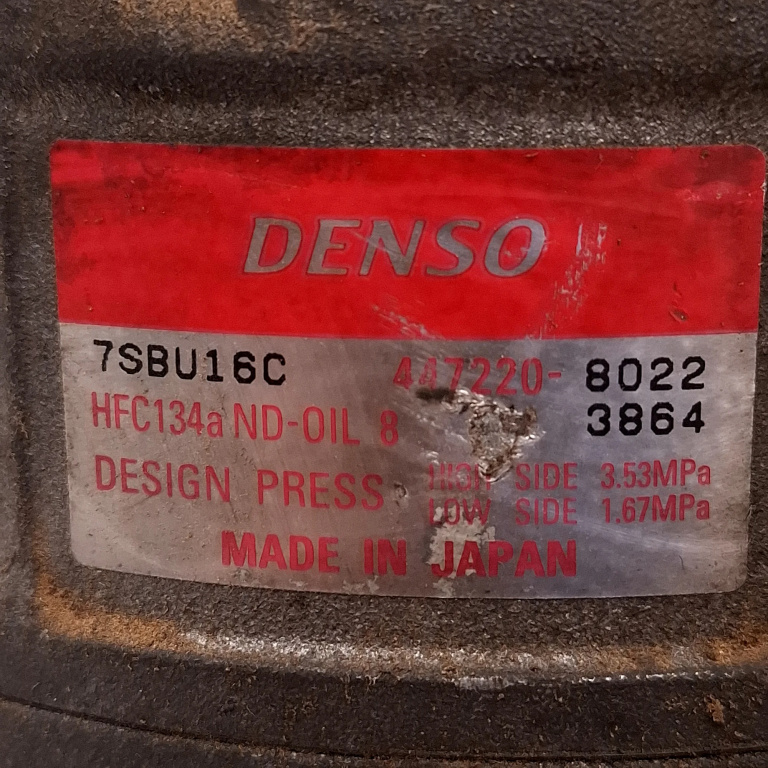 DENSO
7SBU16C 447220-8022
HFC134a ND-OIL 8 3864
DESIGN PRESS HIGH SIDE 3.53MPa
LOW SIDE 1.67MPa
MADE IN JAPAN